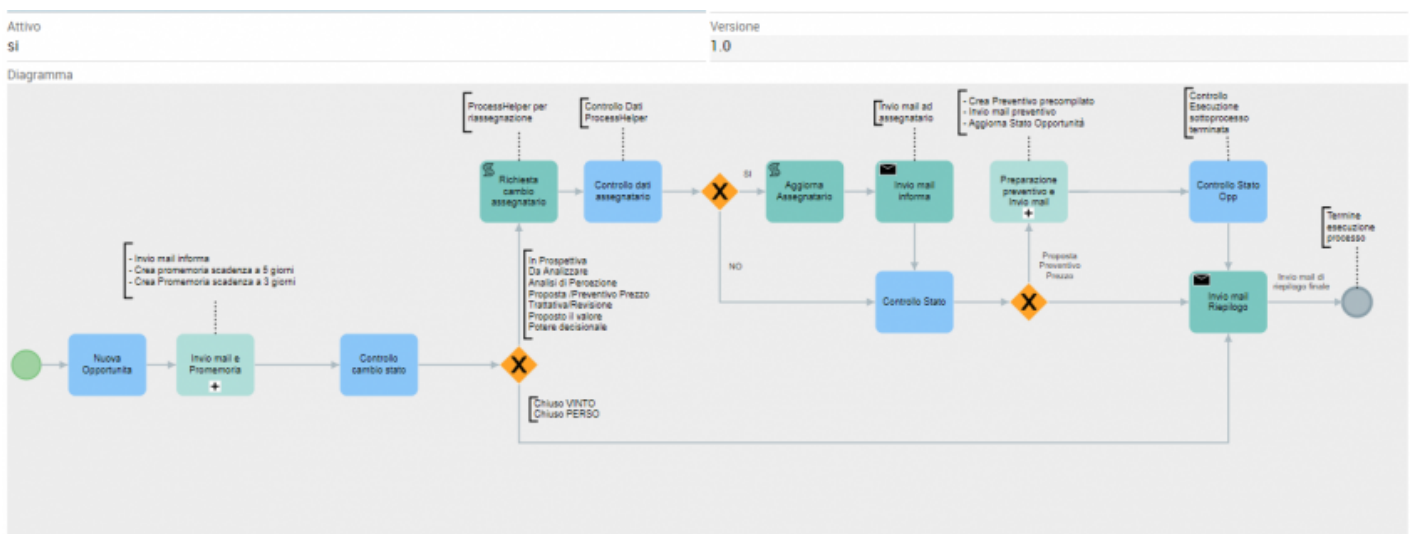 Attivo
si
Versione
1.0
Diagramma
ProcessHelper per
riassegnazione
Controllo Dati
ProcessHelper
Invio mail ad
assegnatario
- Crea Preventivo precompilato
- Invio mail preventivo
- Aggiorna Stato Opportunità
Controllo
Esecuzione
sottoprocesso
terminata
Richiesta
cambio
assegnatario
Controllo dati
assegnatario
SI
Aggiorna
Assegnatario
Invio mail
informa
Preparazione
preventivo e
Invio mail
Controllo Stato
Opp
Termine
esecuzione
processo
- Invio mail informa
- Crea promemoria scadenza a 5 giorni
- Crea Promemoria scadenza a 3 giorni
In Prospettiva
Da Analizzare
Analisi di Percezione
Proposta /Preventivo Prezzo
Trattativa/Revisione
Proposto il valore
Potere decisionale
NO
Proposta
Preventivo
Prezzo
Controllo Stato
Invio mail
Riepilogo
Invio mail di
riepilogo finale
Nuova
Opportunita
Invio mail e
Promemoria
Controllo
cambio stato
Chiuso VINTO
Chiuso PERSO